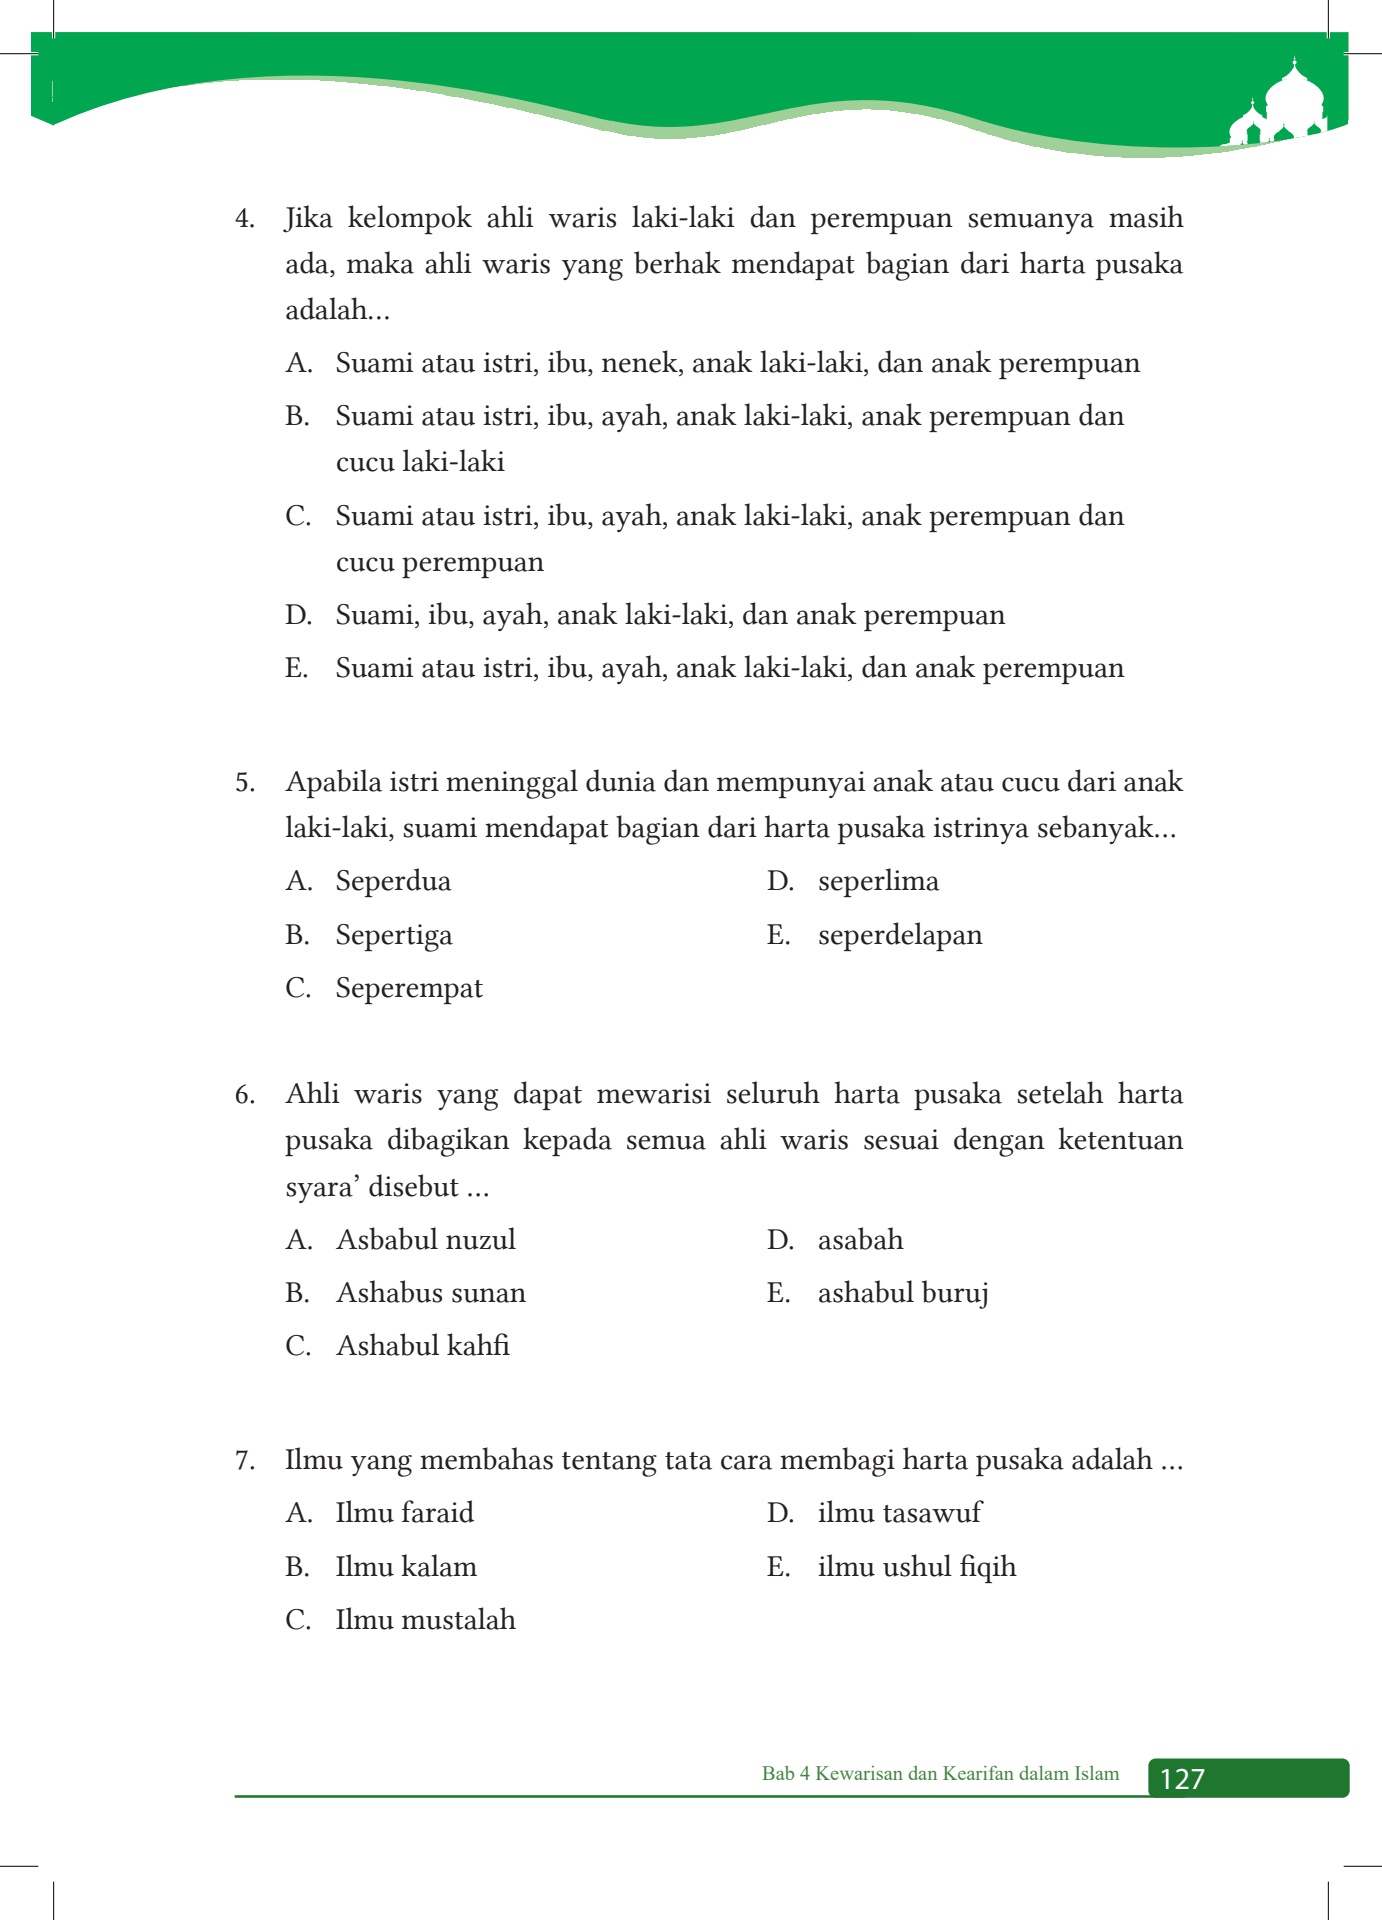 4. Jika kelompok ahli waris laki-laki dan perempuan semuanya masih
ada, maka ahli waris yang berhak mendapat bagian dari harta pusaka
adalah...
A. Suami atau istri, ibu, nenek, anak laki-laki, dan anak perempuan
B. Suami atau istri, ibu, ayah, anak laki-laki, anak perempuan dan
cucu laki-laki
C. Suami atau istri, ibu, ayah, anak laki-laki, anak perempuan dan
cucu perempuan
D. Suami, ibu, ayah, anak laki-laki, dan anak perempuan
E. Suami atau istri, ibu, ayah, anak laki-laki, dan anak perempuan
5. Apabila istri meninggal dunia dan mempunyai anak atau cucu dari anak
laki-laki, suami mendapat bagian dari harta pusaka istrinya sebanyak...
A. Seperdua
B. Sepertiga
C. Seperempat
D. seperlima
E. seperdelapan
6. Ahli waris yang dapat mewarisi seluruh harta pusaka setelah harta
pusaka dibagikan kepada semua ahli waris sesuai dengan ketentuan
syara’ disebut ...
A. Asbabul nuzul
B. Ashabus sunan
C. Ashabul kahfi
D. asabah
E. ashabul buruj
7. Ilmu yang membahas tentang tata cara membagi harta pusaka adalah ...
A. Ilmu faraid
B. Ilmu kalam
C. Ilmu mustalah
D. ilmu tasawuf
E. ilmu ushul fiqih
Bab 4 Kewarisan dan Kearifan dalam Islam 127